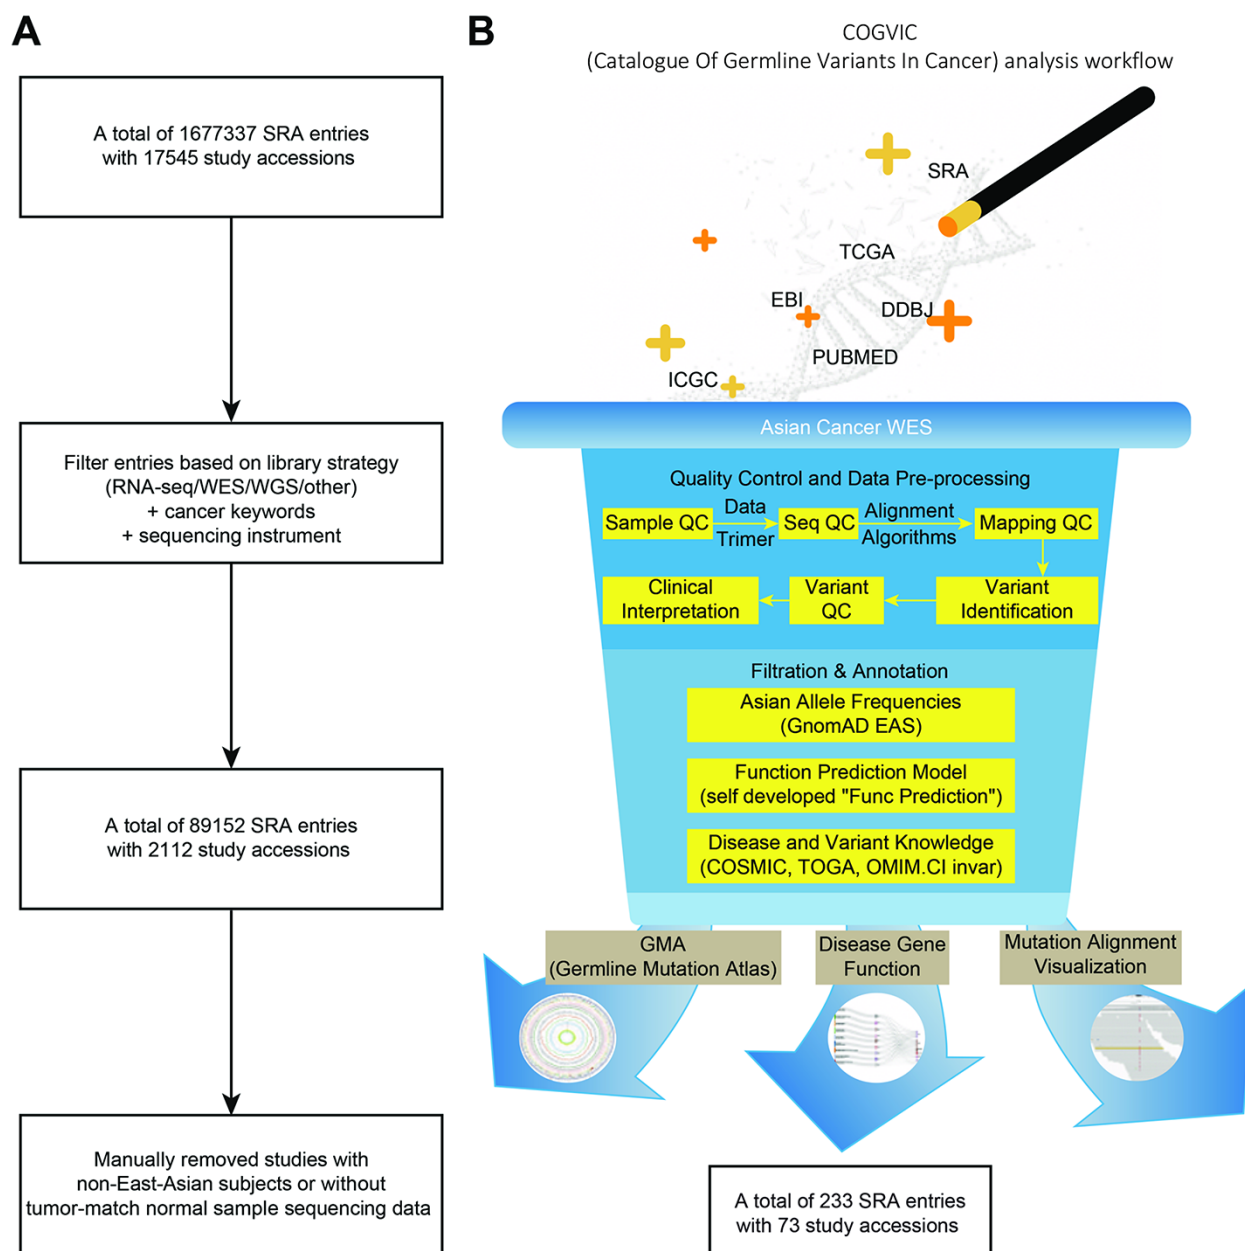 A
A total of 1677337 SRA entries
with 17545 study accessions
Filter entries based on library strategy
(RNA-seq/WES/WGS/other)
+ cancer keywords
+ sequencing instrument
A total of 89152 SRA entries
with 2112 study accessions
Manually removed studies with
non-East-Asian subjects or without
tumor-match normal sample sequencing data
B
COGVIC
(Catalogue Of Germline Variants In Cancer) analysis workflow
SRA
TCGA
EBI
DDBJ
PUBMED
ICGC
Asian Cancer WES
Quality Control and Data Pre-processing
Sample QC
Data
Trimer
Seq QC
Alignment
Algorithms
Mapping QC
Clinical
Interpretation
Variant
QC
Variant
Identification
Filtration & Annotation
Asian Allele Frequencies
(GnomAD EAS)
Function Prediction Model
(self developed "Func Prediction")
Disease and Variant Knowledge
(COSMIC, TOGA, OMIM.CI invar)
GMA
(Germline Mutation Atlas)
Disease Gene
Function
Mutation Alignment
Visualization
A total of 233 SRA entries
with 73 study accessions